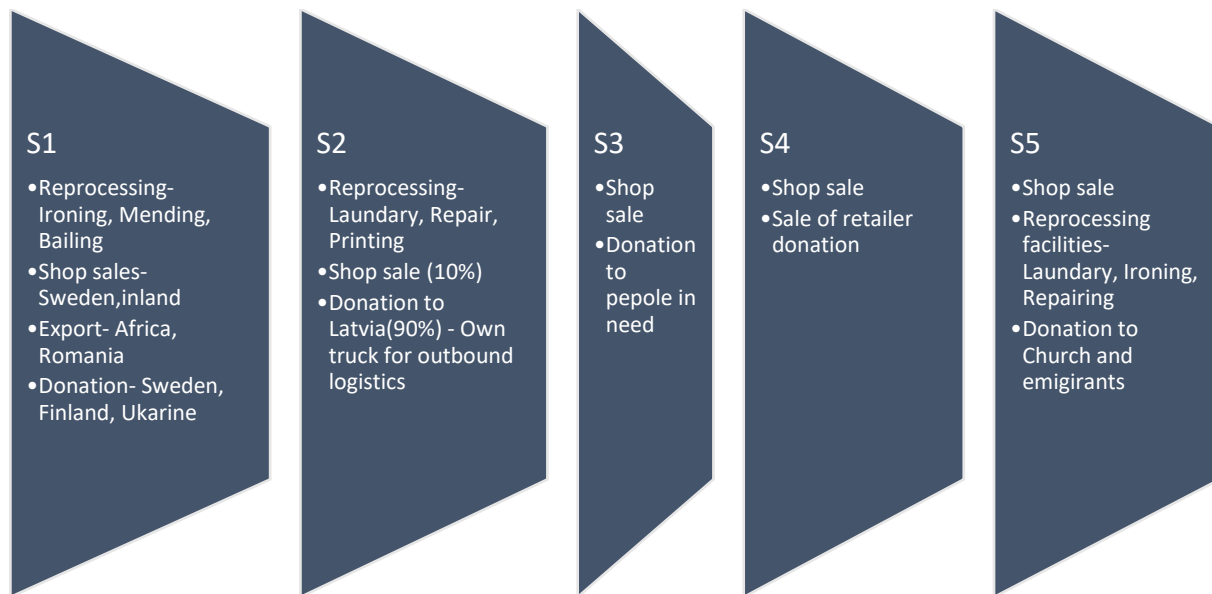 S1
•Reprocessing-
Ironing, Mending,
Bailing
•Shop sales-
Sweden,inland
•Export- Africa,
Romania
•Donation- Sweden,
Finland, Ukarine
S2
•Reprocessing-
Laundary, Repair,
Printing
•Shop sale (10%)
•Donation to
Latvia(90%) - Own
truck for outbound
logistics
S3
•Shop
sale
•Donation
to
pepole in
need
S4
•Shop sale
•Sale of retailer
donation
S5
•Shop sale
•Reprocessing
facilities-
Laundary, Ironing,
Repairing
•Donation to
Church and
emigirants